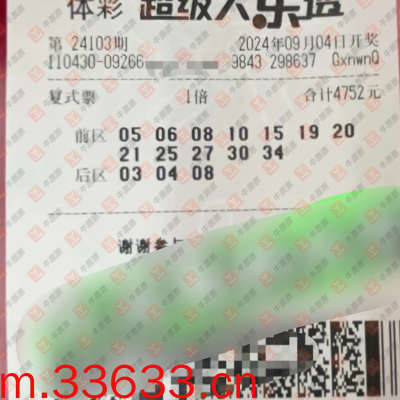 体彩 超级大乐透
第 24103期 2024年09月04日开奖
110430-09266 9843 298637 GxnwnQ
复式票 1倍 合计4752元
前区 05 06 08 10 15 19 20
21 25 27 30 34
后区 03 04 08
谢谢参与
m.33633.cn